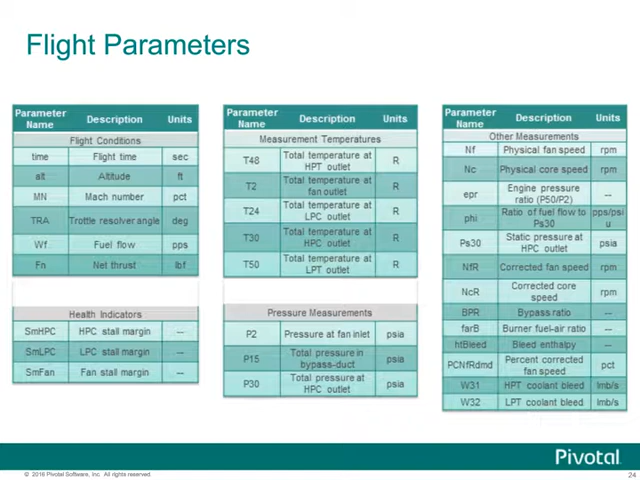 Flight Parameters
Parameter Name Description Units
Flight Conditions
time Flight time sec
alt Altitude ft
MN Mach number pct
TRA Trottle resolver angle deg
Wf Fuel flow pps
Fn Net thrust lbf
Health Indicators
SmHPC HPC stall margin --
SmLPC LPC stall margin --
SmFan Fan stall margin --
Parameter Name Description Units
Measurement Temperatures
T48 Total temperature at HPT outlet R
T2 Total temperature at fan outlet R
T24 Total temperature at LPC outlet R
T30 Total temperature at HPC outlet R
T50 Total temperature at LPT outlet R
Pressure Measurements
P2 Pressure at fan inlet psia
P15 Total pressure in bypass-duct psia
P30 Total pressure at HPC outlet psia
Parameter Name Description Units
Other Measurements
Nf Physical fan speed rpm
Nc Physical core speed rpm
epr Engine pressure ratio (P50/P2) --
phi Ratio of fuel flow to Ps30 pps/psi u
Ps30 Static pressure at HPC outlet psia
NfR Corrected fan speed rpm
NcR Corrected core speed rpm
BPR Bypass ratio --
farB Burner fuel-air ratio --
htBleed Bleed enthalpy --
PCNfRdmd Percent corrected fan speed pct
W31 HPT coolant bleed lmb/s
W32 LPT coolant bleed lmb/s
Pivotal
© 2016 Pivotal Software, Inc. All rights reserved.
24